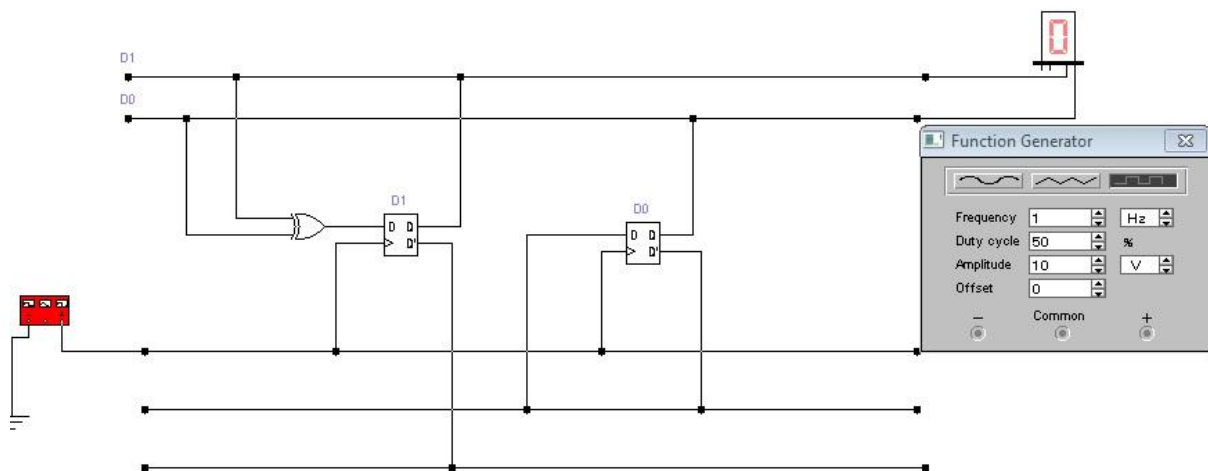 0
D1
D0
Function Generator
D1
D0
D Q
Q'
D Q
Q'
Frequency 1 Hz
Duty cycle 50 %
Amplitude 10 V
Offset 0
− Common +